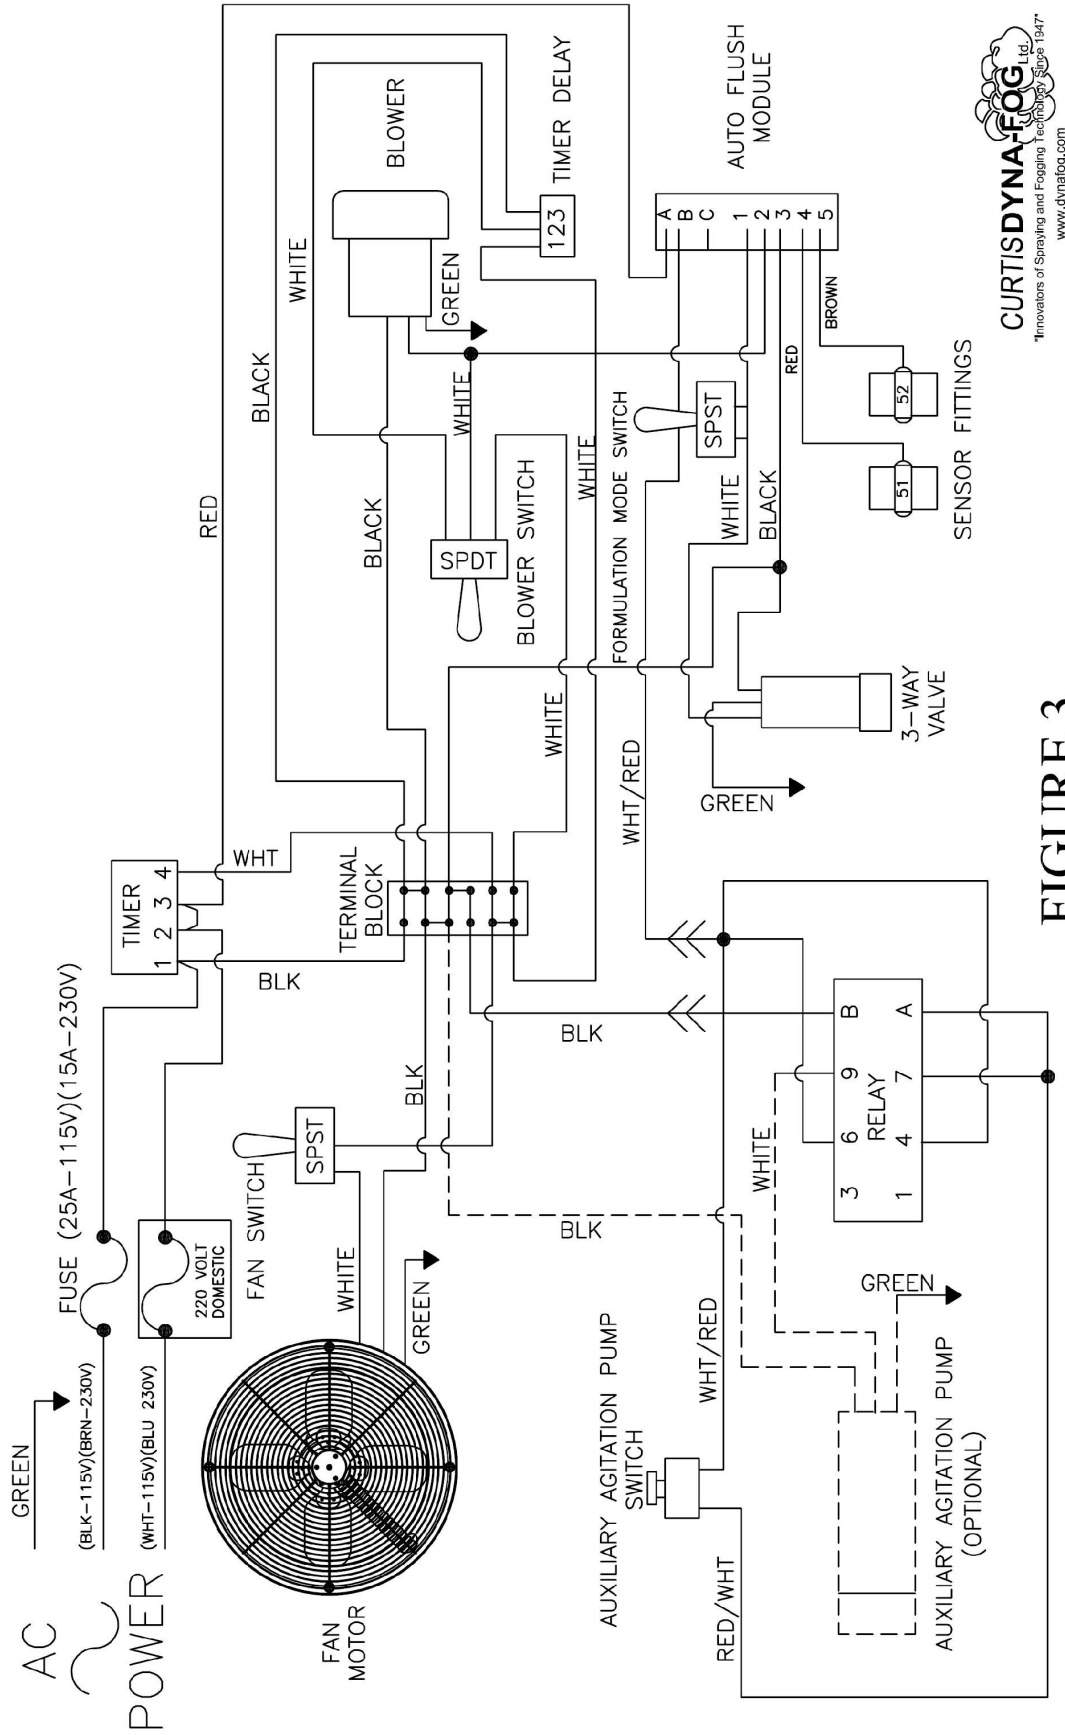 AC
POWER
GREEN
(BLK-115V)(BRN-230V)
(WHT-115V)(BLU 230V)
FUSE (25A-115V)(15A-230V)
220 VOLT
DOMESTIC
TIMER
1 2 3 4
BLK
WHT
RED
FAN SWITCH
SPST
WHITE
GREEN
FAN
MOTOR
BLK
TERMINAL
BLOCK
BLACK
BLACK
WHITE
BLOWER
GREEN
WHITE
SPDT
BLOWER SWITCH
WHITE
WHITE
123
TIMER DELAY
AUXILIARY AGITATION PUMP
SWITCH
WHT/RED
RED/WHT
BLK
BLK
WHITE
WHT/RED
FORMULATION MODE SWITCH
SPST
WHITE
BLACK
GREEN
3-WAY
VALVE
AUTO FLUSH
MODULE
A
B
C
1
2
3
4
5
RED
BROWN
51
52
SENSOR FITTINGS
3 6 9 B
RELAY
1 4 7 A
GREEN
AUXILIARY AGITATION PUMP
(OPTIONAL)
FIGURE 3
CURTIS DYNA-FOG Ltd.
"Innovators of Spraying and Fogging Technology Since 1947"
www.dynafog.com